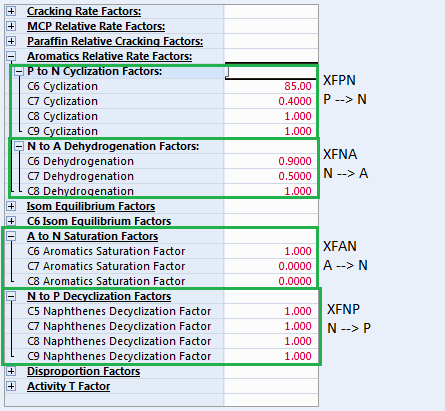 Cracking Rate Factors:
MCP Relative Rate Factors:
Paraffin Relative Cracking Factors:
Aromatics Relative Rate Factors:
P to N Cyclization Factors:
XFPN
C6 Cyclization 85.00
P --> N
C7 Cyclization 0.4000
C8 Cyclization 1.000
C9 Cyclization 1.000
N to A Dehydrogenation Factors:
XFNA
C6 Dehydrogenation 0.9000
N --> A
C7 Dehydrogenation 0.5000
C8 Dehydrogenation 1.000
Isom Equilibrium Factors
C6 Isom Equilibrium Factors
A to N Saturation Factors
XFAN
C6 Aromatics Saturation Factor 1.000
A --> N
C7 Aromatics Saturation Factor 0.0000
C8 Aromatics Saturation Factor 0.0000
N to P Decyclization Factors
XFNP
C5 Naphthenes Decyclization Factor 1.000
N --> P
C7 Naphthenes Decyclization Factor 1.000
C8 Naphthenes Decyclization Factor 1.000
C9 Naphthenes Decyclization Factor 1.000
Disproportion Factors
Activity T Factor